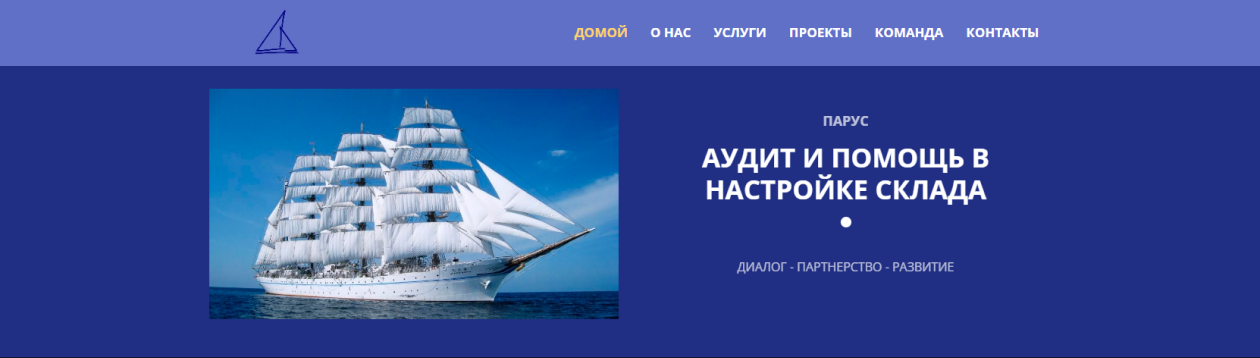 ДОМОЙ О НАС УСЛУГИ ПРОЕКТЫ КОМАНДА КОНТАКТЫ
ПАРУС
АУДИТ И ПОМОЩЬ В
НАСТРОЙКЕ СКЛАДА
ДИАЛОГ - ПАРТНЕРСТВО - РАЗВИТИЕ